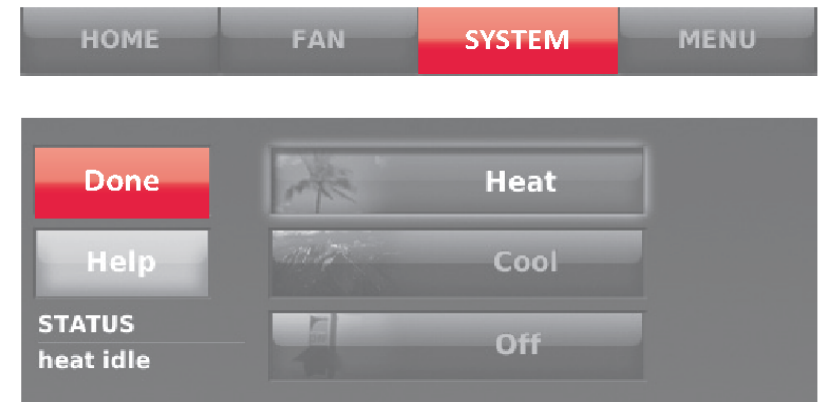 HOME FAN SYSTEM MENU
Done
Help
STATUS
heat idle
Heat
Cool
Off